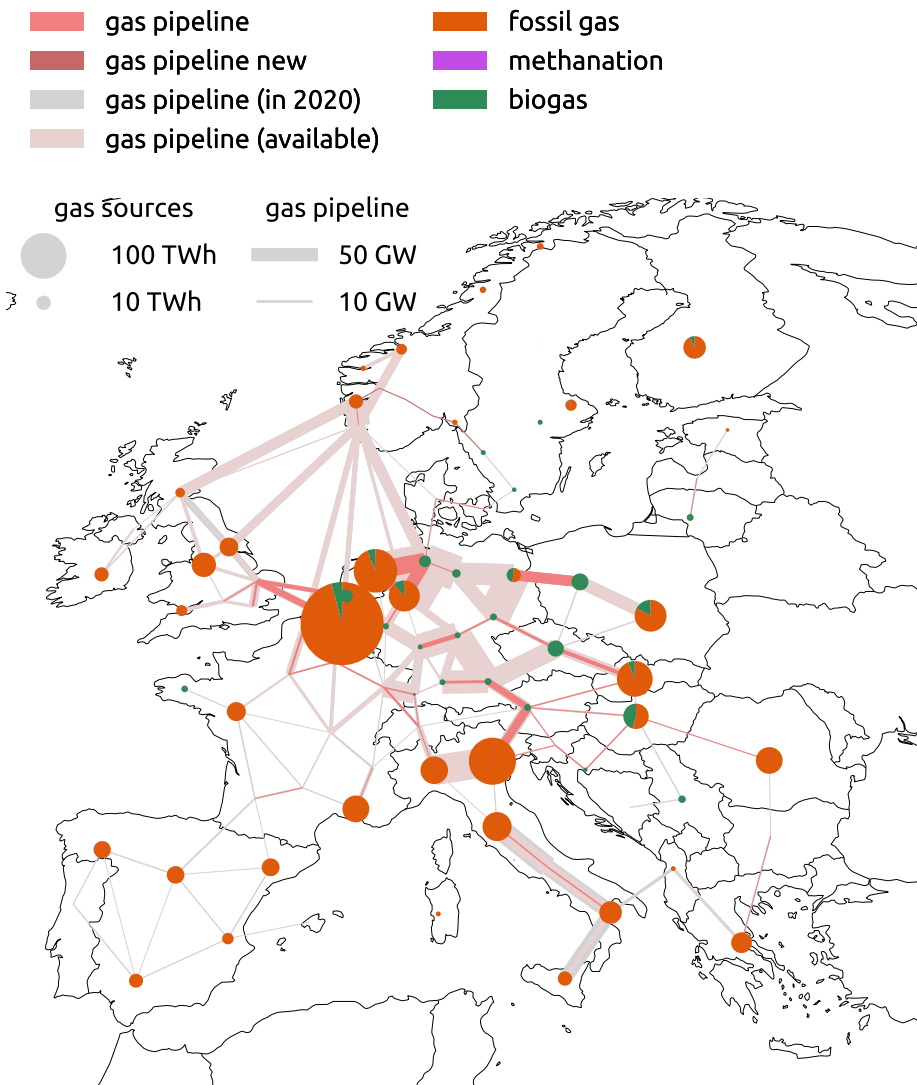 gas pipeline
gas pipeline new
gas pipeline (in 2020)
gas pipeline (available)
fossil gas
methanation
biogas
gas sources
100 TWh
10 TWh
gas pipeline
50 GW
10 GW